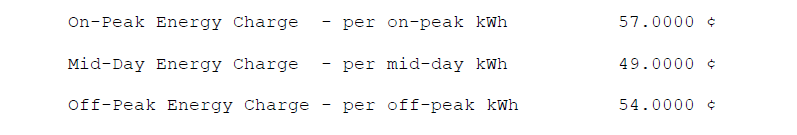 On-Peak Energy Charge - per on-peak kWh 57.0000 ¢
Mid-Day Energy Charge - per mid-day kWh 49.0000 ¢
Off-Peak Energy Charge - per off-peak kWh 54.0000 ¢